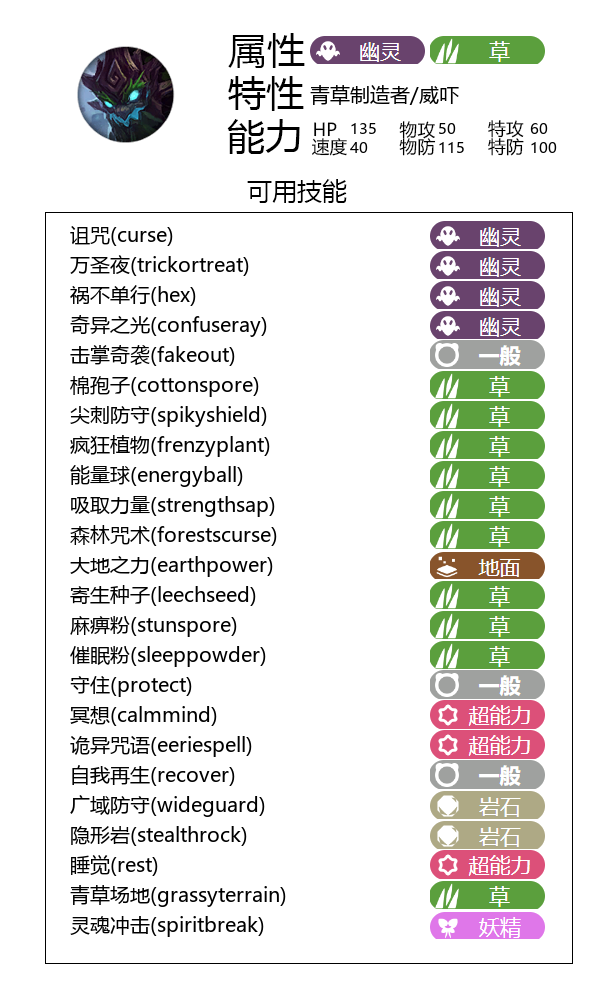 属性 幽灵 草
特性 青草制造者/威吓
能力 HP 135 物攻 50 特攻 60
速度 40 物防 115 特防 100
可用技能
诅咒(curse) 幽灵
万圣夜(trickortreat) 幽灵
祸不单行(hex) 幽灵
奇异之光(confuseray) 幽灵
击掌奇袭(fakeout) 一般
棉孢子(cottonspore) 草
尖刺防守(spikyshield) 草
疯狂植物(frenzyplant) 草
能量球(energyball) 草
吸取力量(strengthsap) 草
森林咒术(forestscurse) 草
大地之力(earthpower) 地面
寄生种子(leechseed) 草
麻痹粉(stunspore) 草
催眠粉(sleeppowder) 草
守住(protect) 一般
冥想(calmmind) 超能力
诡异咒语(eeriespell) 超能力
自我再生(recover) 一般
广域防守(wideguard) 岩石
隐形岩(stealthrock) 岩石
睡觉(rest) 超能力
青草场地(grassyterrain) 草
灵魂冲击(spiritbreak) 妖精